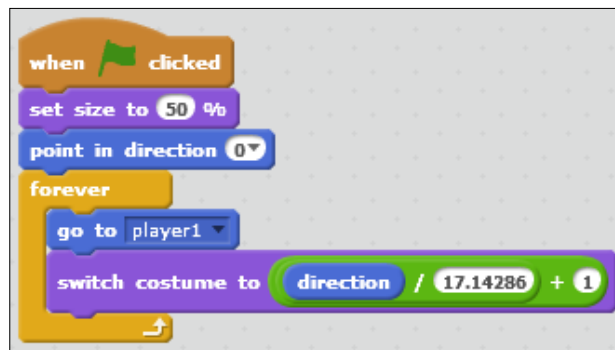 when clicked
set size to 50 %
point in direction 0
forever
go to player1
switch costume to direction / 17.14286 + 1